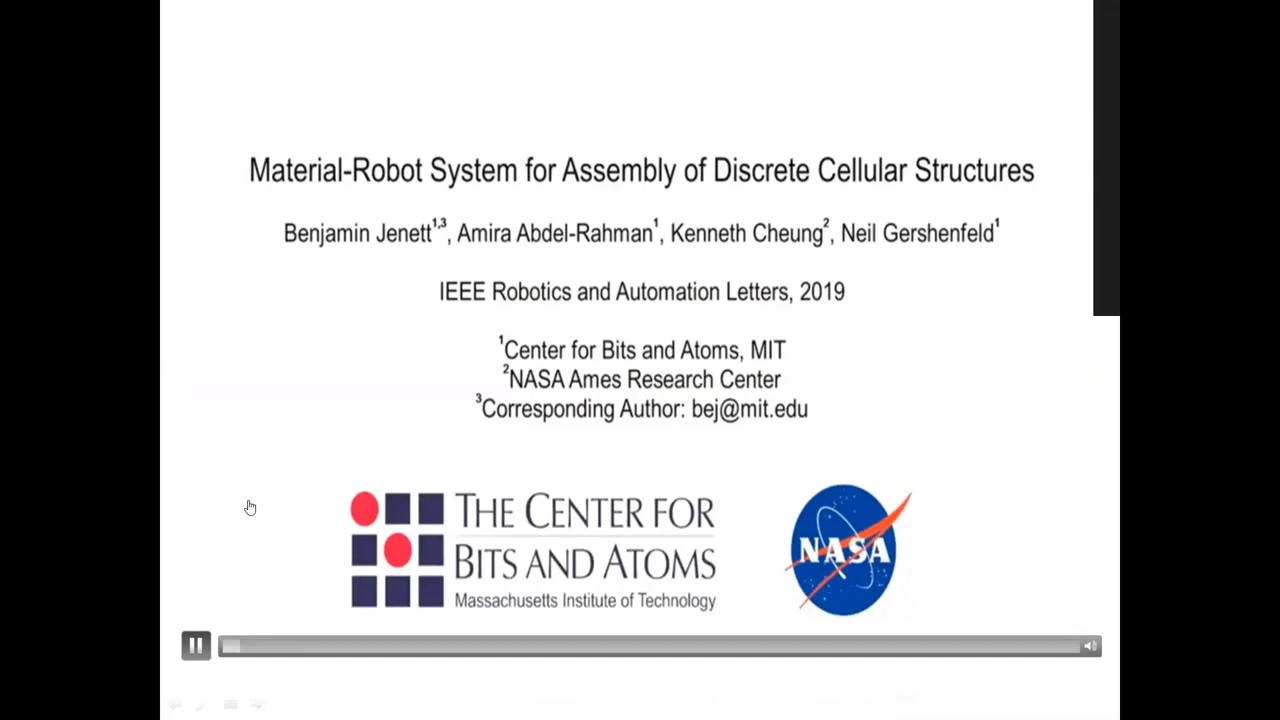 Material-Robot System for Assembly of Discrete Cellular Structures
Benjamin Jenett1,3, Amira Abdel-Rahman1, Kenneth Cheung2, Neil Gershenfeld1
IEEE Robotics and Automation Letters, 2019
1Center for Bits and Atoms, MIT
2NASA Ames Research Center
3Corresponding Author: bej@mit.edu
THE CENTER FOR
BITS AND ATOMS
Massachusetts Institute of Technology
NASA